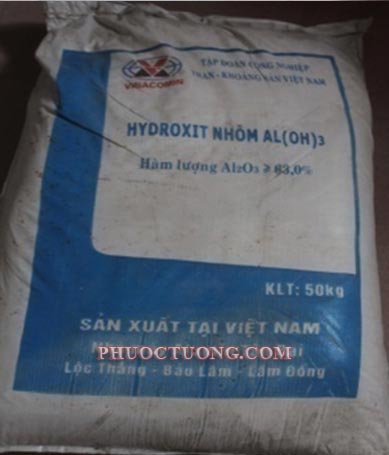 VINACOMIN
TẬP ĐOÀN CÔNG NGHIỆP
THAN - KHOÁNG SẢN VIỆT NAM
HYDROXIT NHÔM AL(OH)3
Hàm lượng Al2O3 ≥ 63,0%
KLT: 50kg
SẢN XUẤT TẠI VIỆT NAM
PHUOCTUONG.COM
Lộc Thắng - Bảo Lâm - Lâm Đồng